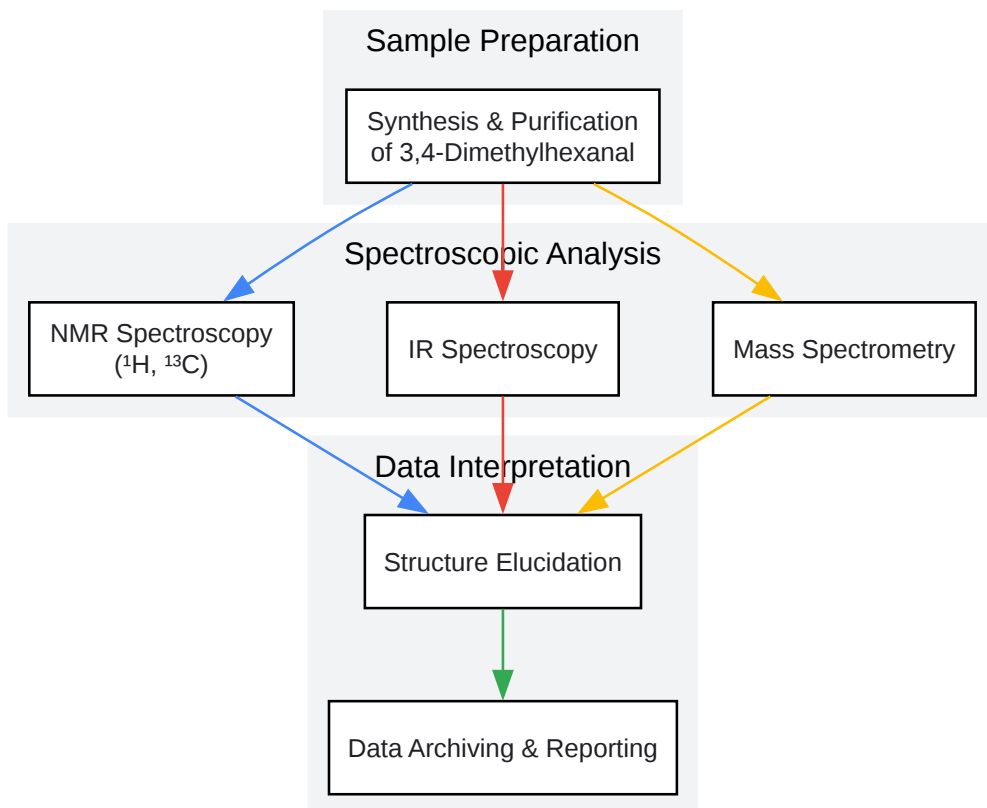 Sample Preparation
Synthesis & Purification
of 3,4-Dimethylhexanal
Spectroscopic Analysis
NMR Spectroscopy
(¹H, ¹³C)
IR Spectroscopy
Mass Spectrometry
Data Interpretation
Structure Elucidation
Data Archiving & Reporting